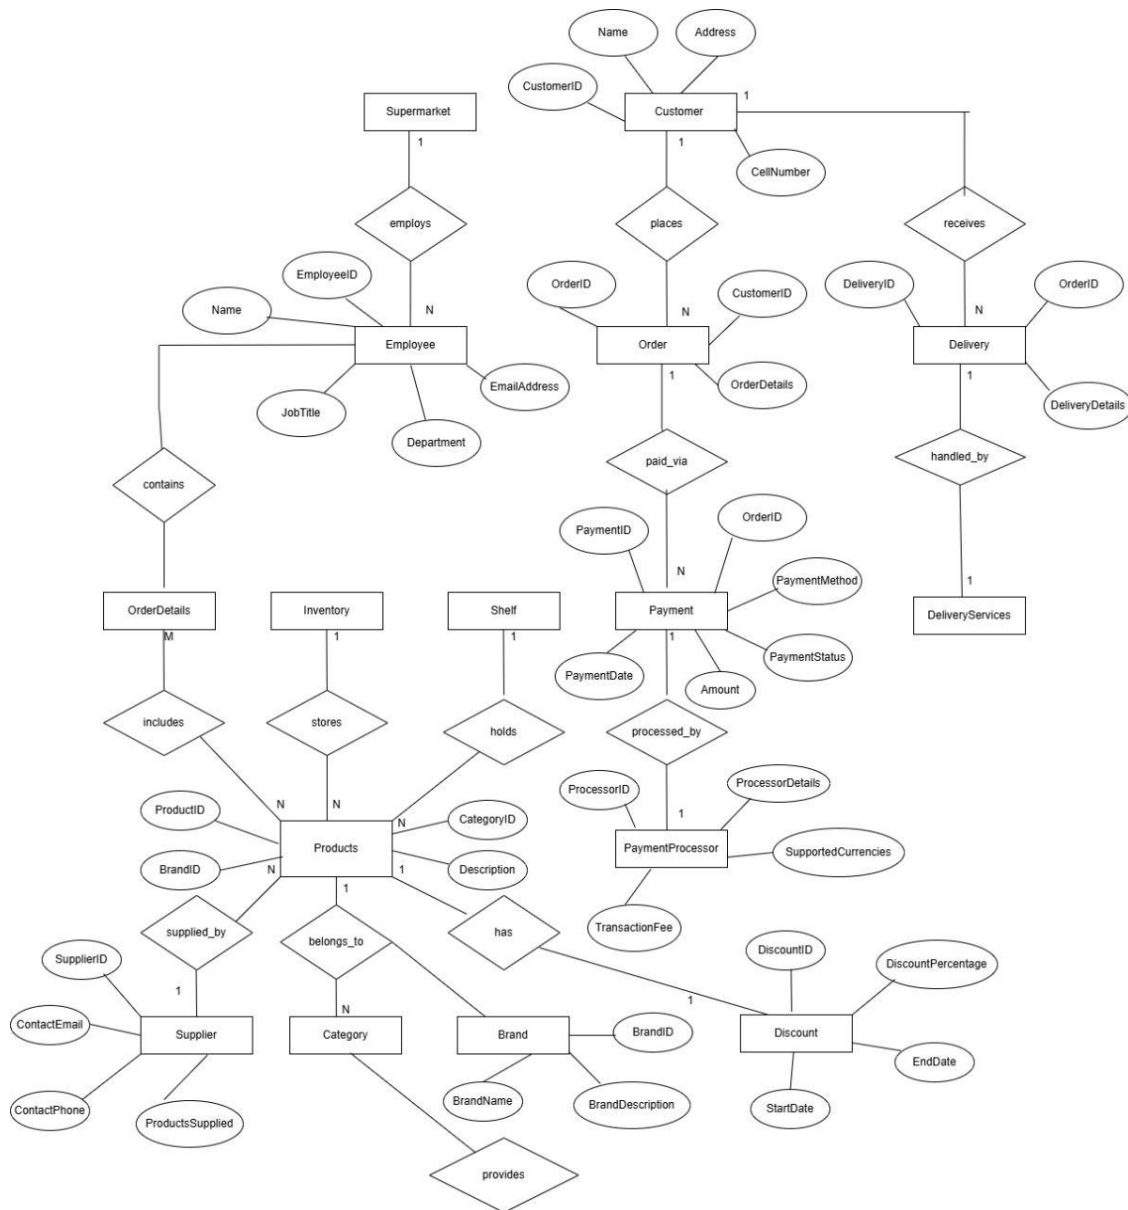 Name
Address
CustomerID
Supermarket
Customer
1
1
1
CellNumber
employs
places
receives
EmployeeID
OrderID
CustomerID
DeliveryID
OrderID
Name
N
N
N
Employee
Order
Delivery
1
1
EmailAddress
OrderDetails
JobTitle
DeliveryDetails
Department
contains
paid_via
handled_by
PaymentID
OrderID
N
PaymentMethod
1
OrderDetails
Inventory
Shelf
Payment
DeliveryServices
M
1
1
1
PaymentStatus
PaymentDate
Amount
includes
stores
holds
processed_by
ProcessorID
ProcessorDetails
ProductID
N
N
N
CategoryID
1
Products
PaymentProcessor
SupportedCurrencies
BrandID
N
1
1
Description
supplied_by
belongs_to
has
TransactionFee
SupplierID
DiscountID
DiscountPercentage
1
N
1
ContactEmail
Supplier
Category
Brand
BrandID
Discount
EndDate
ContactPhone
ProductsSupplied
BrandName
BrandDescription
StartDate
provides